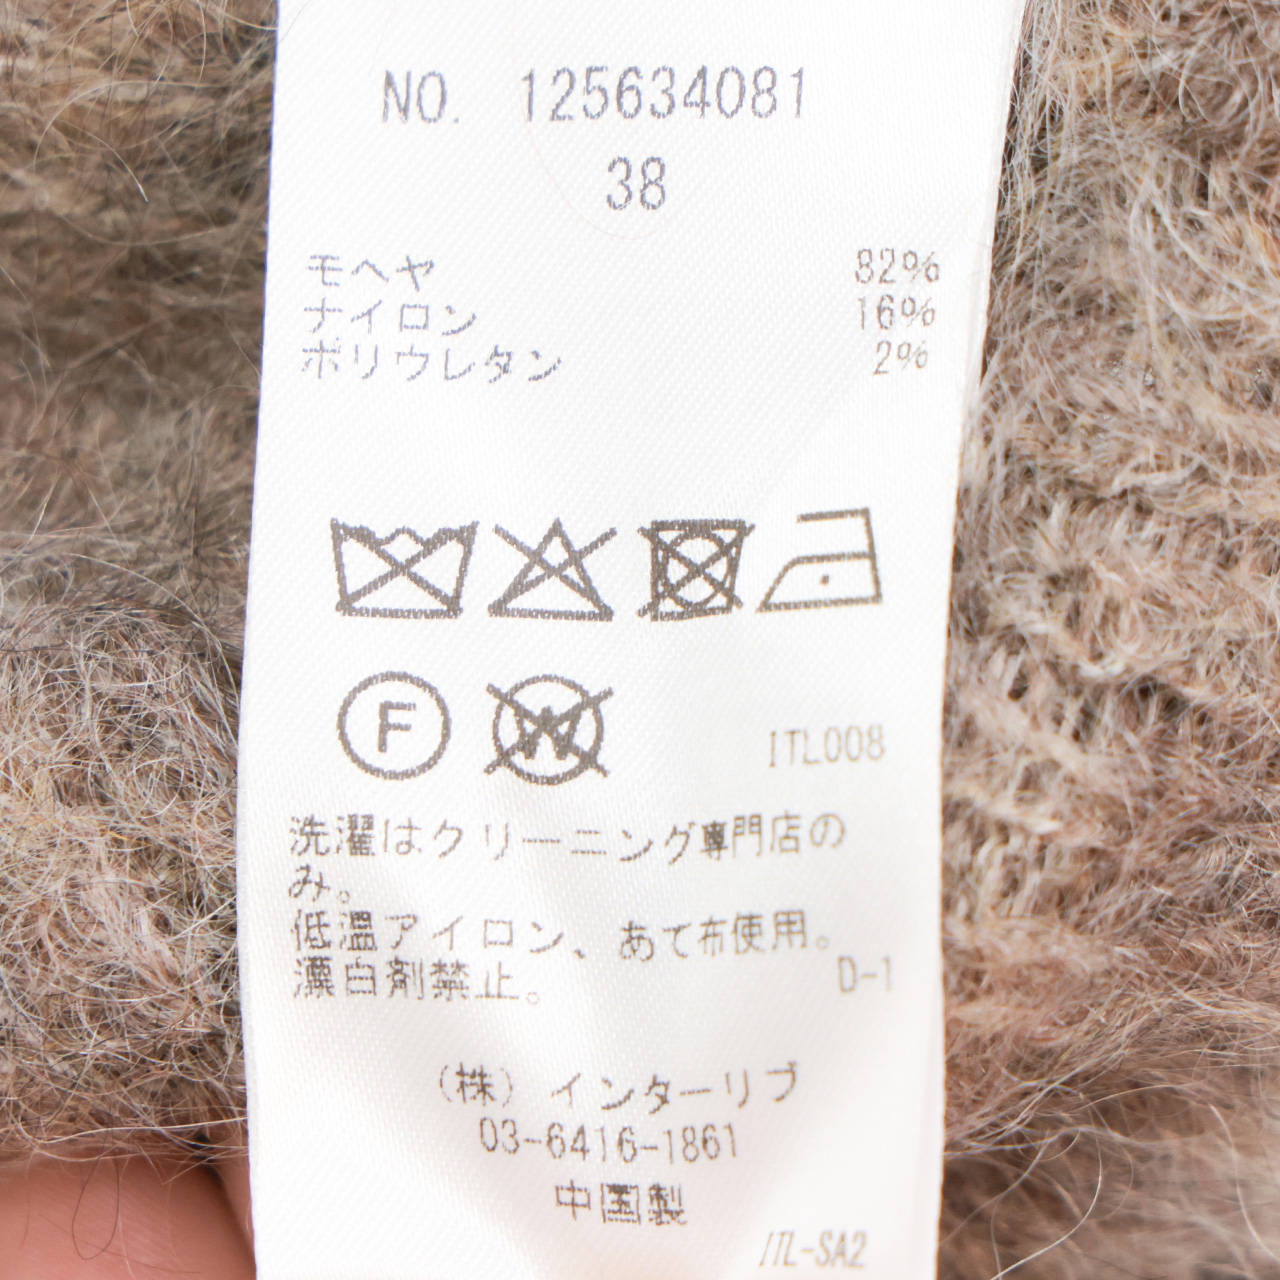 NO. 125634081
38
モヘヤ 82%
ナイロン 16%
ポリウレタン 2%
F W
ITL008
洗濯はクリーニング専門店の
み。
低温アイロン、あて布使用。
漂白剤禁止。 D-1
(株) インターリブ
03-6416-1861
中国製
ITL-SA2